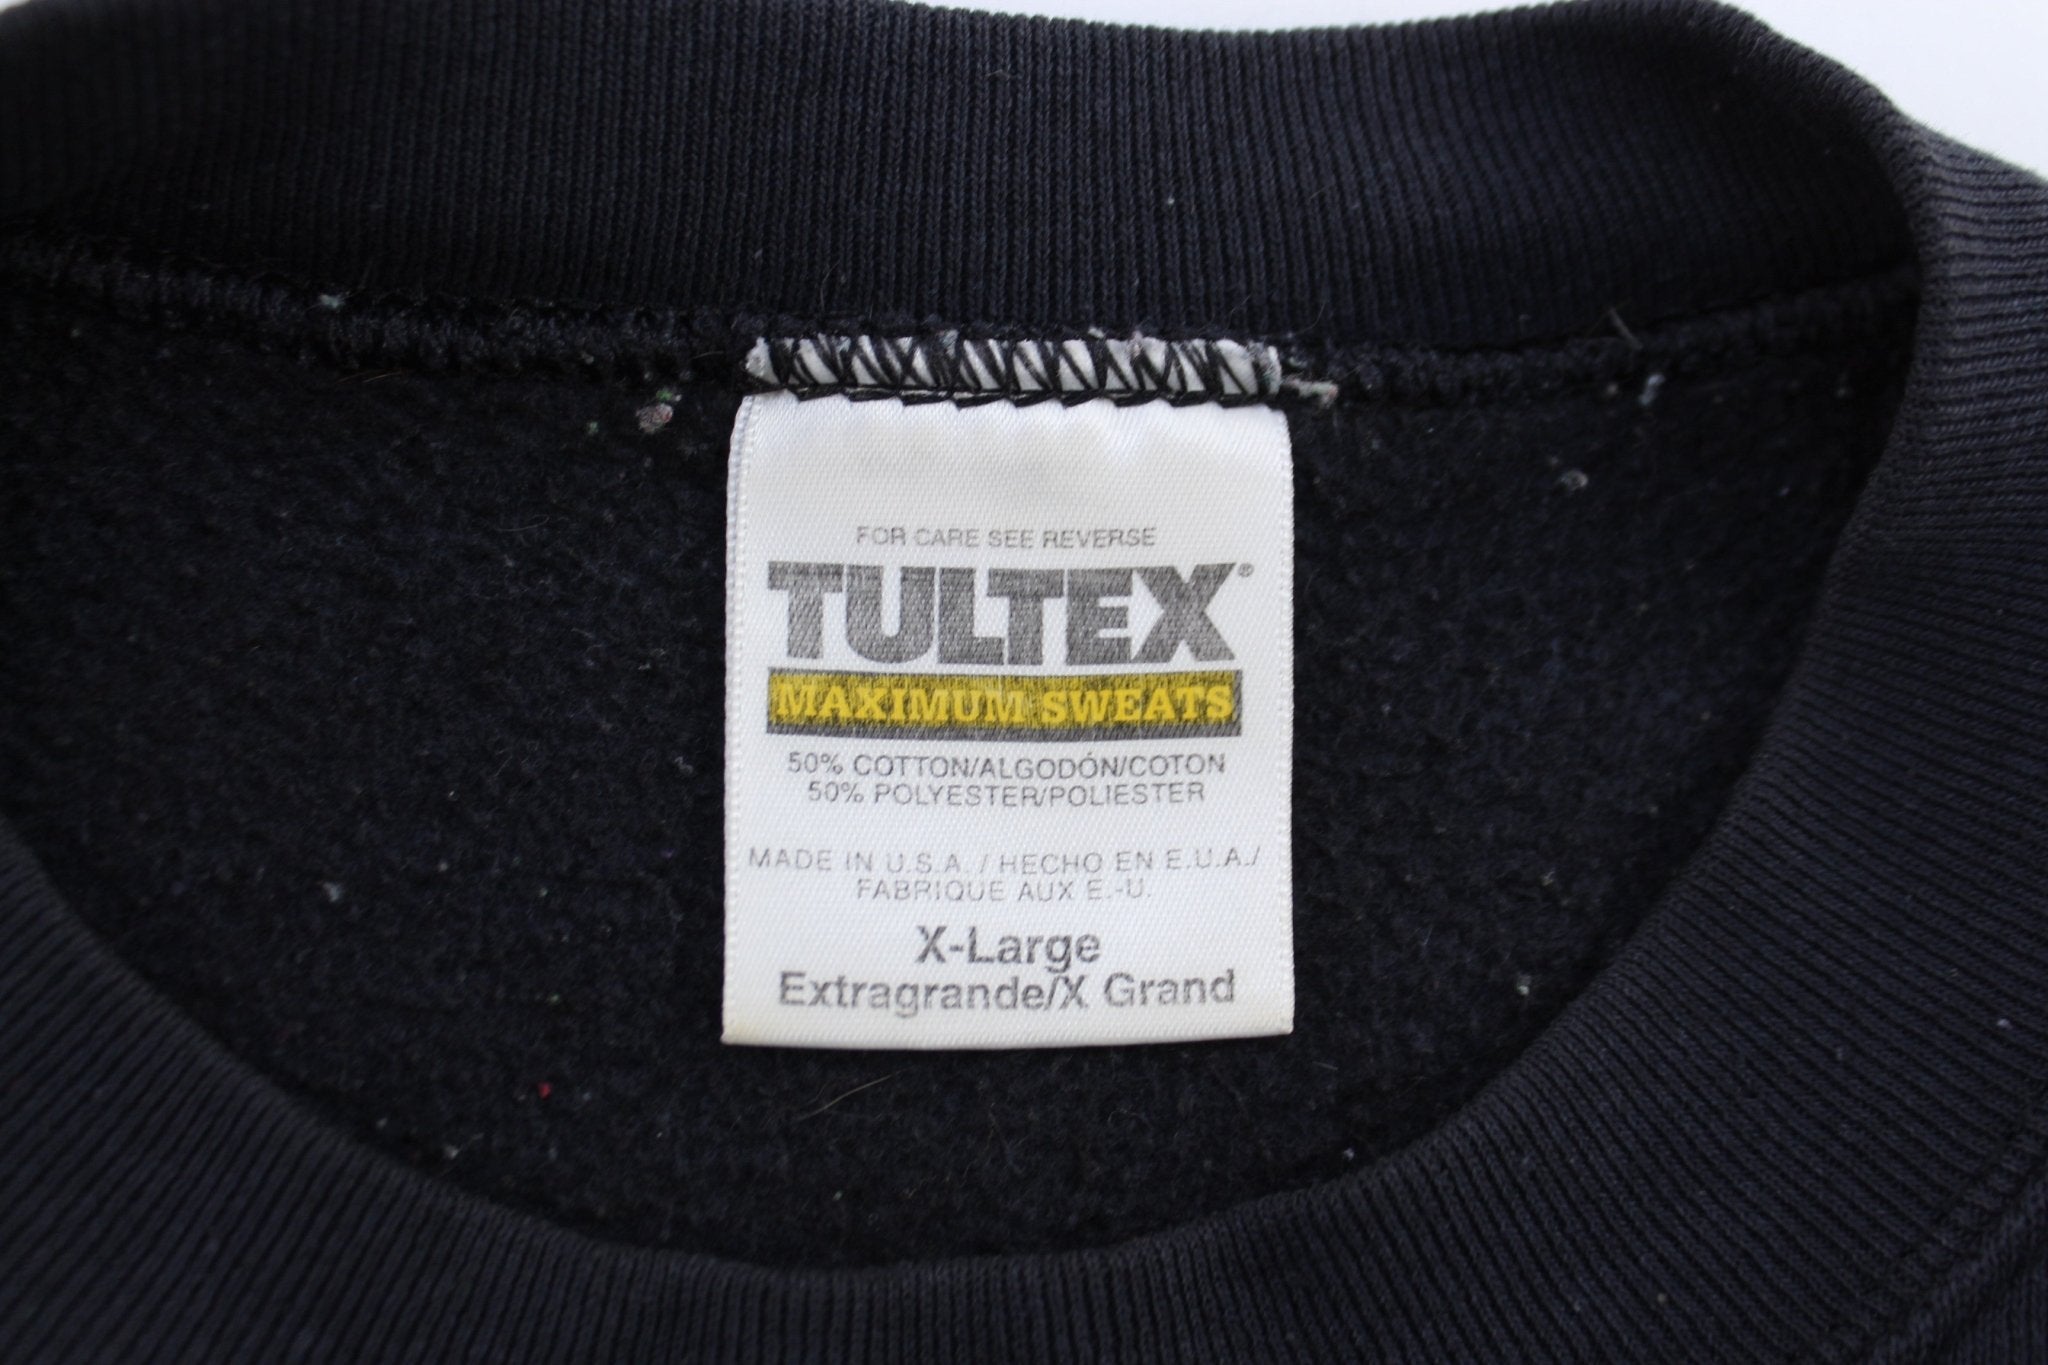 FOR CARE SEE REVERSE
TULTEX®
MAXIMUM SWEATS
50% COTTON/ALGODÓN/COTON
50% POLYESTER/POLIESTER
MADE IN U.S.A. / HECHO EN E.U.A./
FABRIQUE AUX E.-U.
X-Large
Extragrande/X Grand